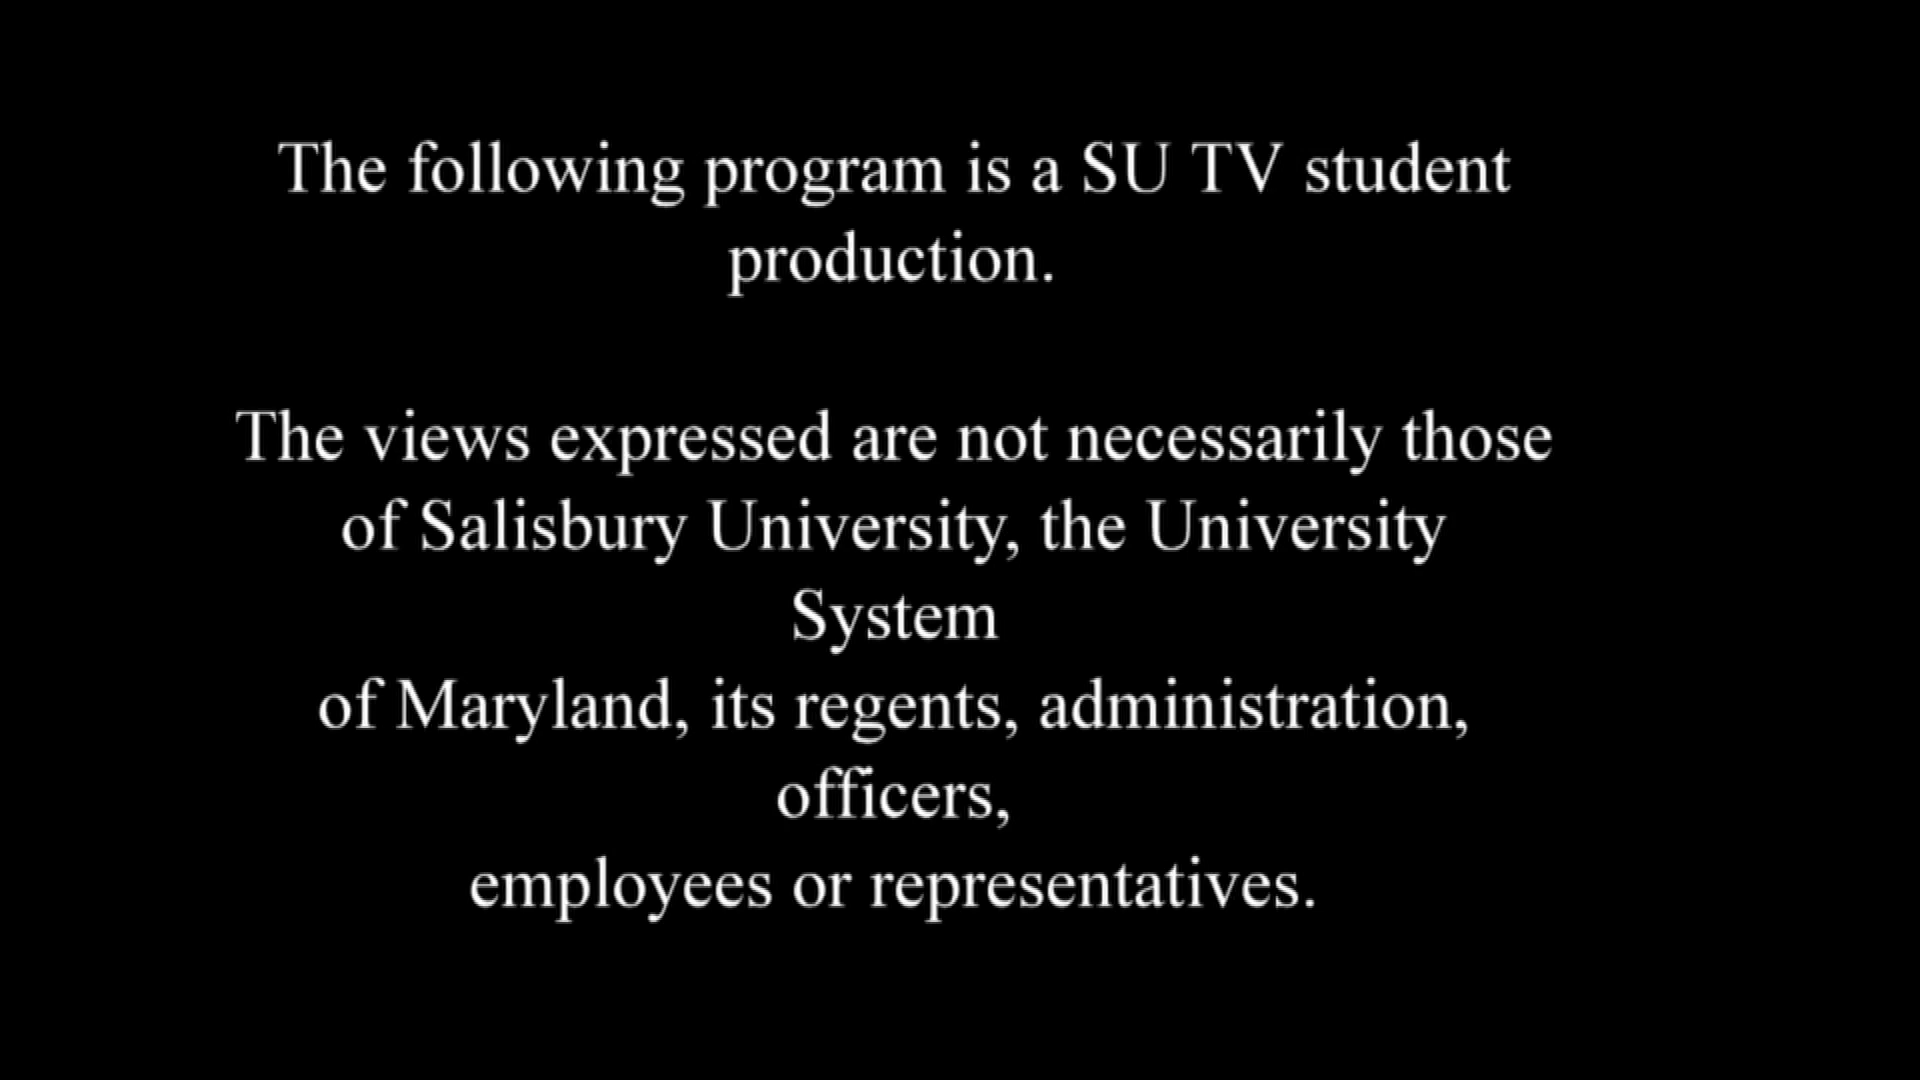 The following program is a SU TV student
production.
The views expressed are not necessarily those
of Salisbury University, the University
System
of Maryland, its regents, administration,
officers,
employees or representatives.